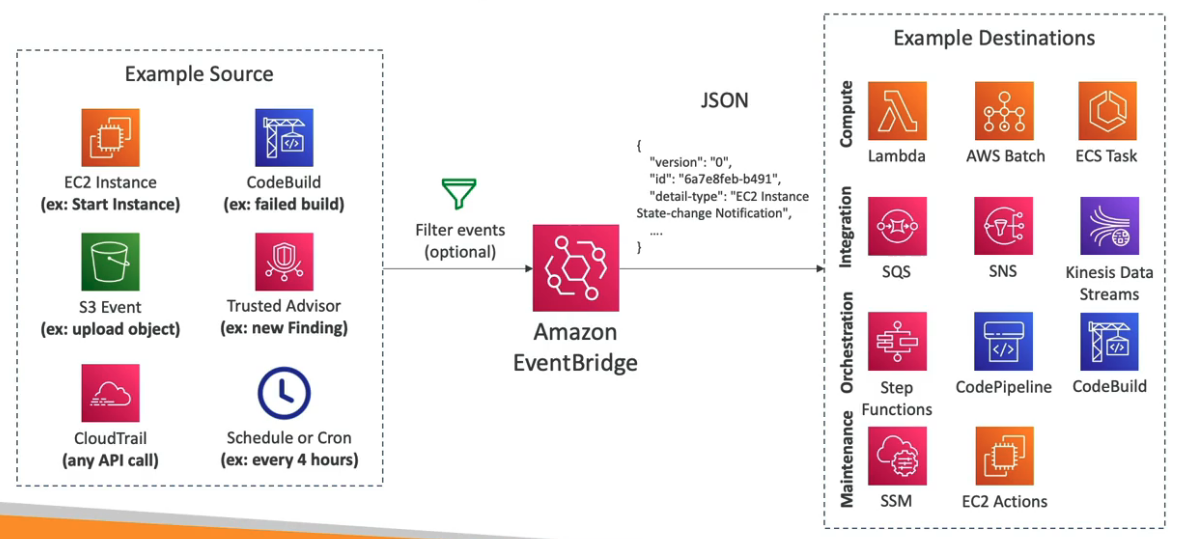 Example Source
EC2 Instance
(ex: Start Instance)
CodeBuild
(ex: failed build)
S3 Event
(ex: upload object)
Trusted Advisor
(ex: new Finding)
CloudTrail
(any API call)
Schedule or Cron
(ex: every 4 hours)
Filter events
(optional)
Amazon
EventBridge
JSON
{
"version": "0",
"id": "6a7e8feb-b491",
"detail-type": "EC2 Instance
State-change Notification",
....
}
Example Destinations
Compute
Lambda
AWS Batch
ECS Task
Integration
SQS
SNS
Kinesis Data
Streams
Orchestration
Step
Functions
CodePipeline
CodeBuild
Maintenance
SSM
EC2 Actions